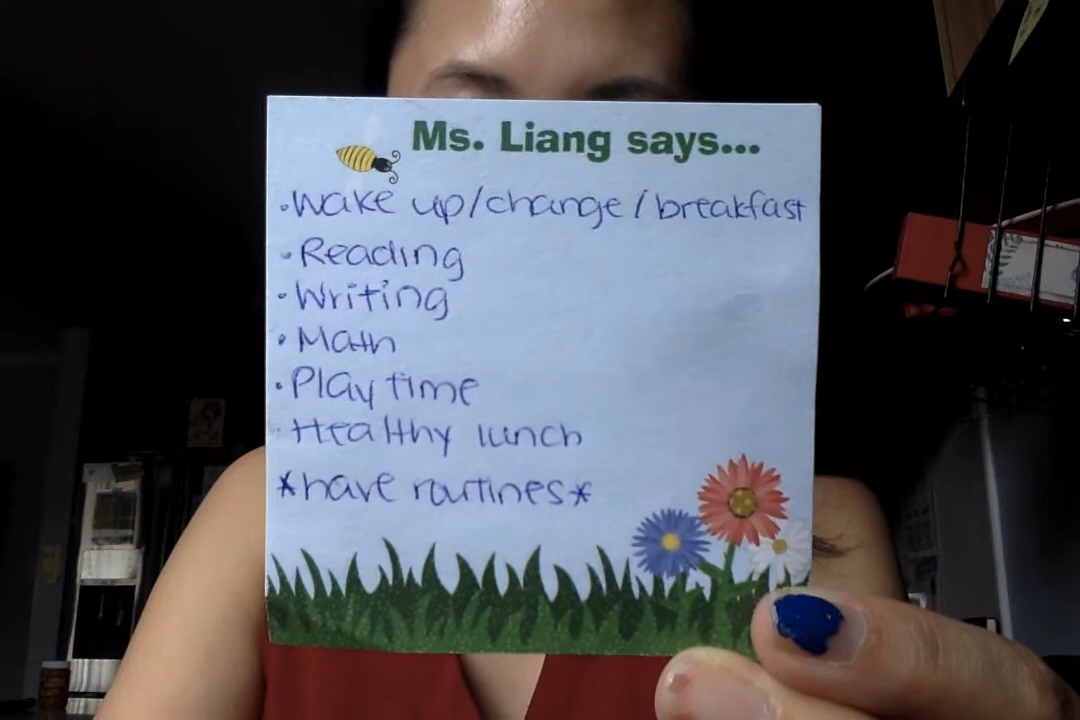 Ms. Liang says...
•Wake up/change/breakfast
•Reading
•Writing
•Math
•Play time
•Healthy lunch
*have routines*